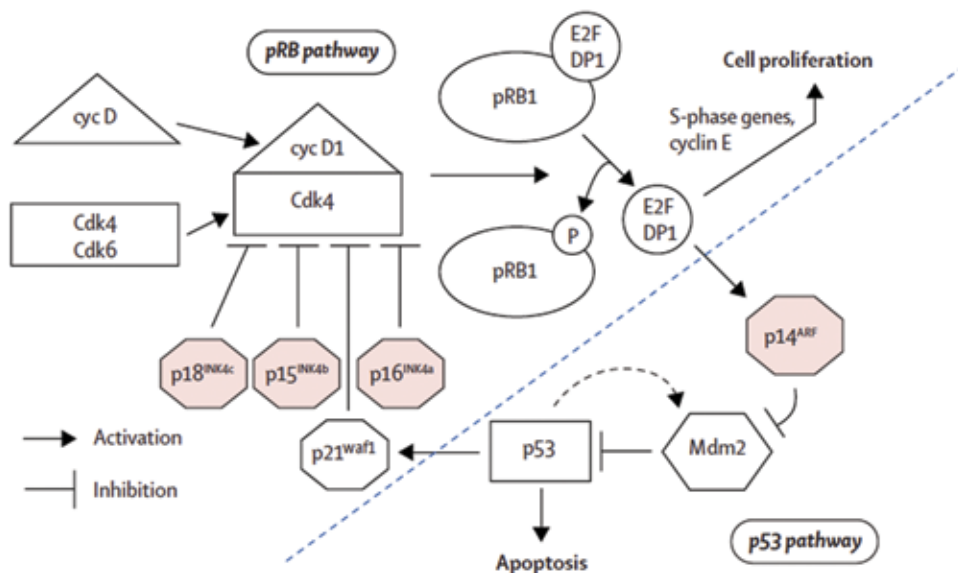 pRB pathway
E2F
DP1
Cell proliferation
cyc D
pRB1
S-phase genes,
cyclin E
cyc D1
Cdk4
Cdk4
Cdk6
E2F
DP1
P
pRB1
p14ARF
p18INK4c
p15INK4b
p16INK4a
Activation
p21waf1
p53
Mdm2
Inhibition
p53 pathway
Apoptosis